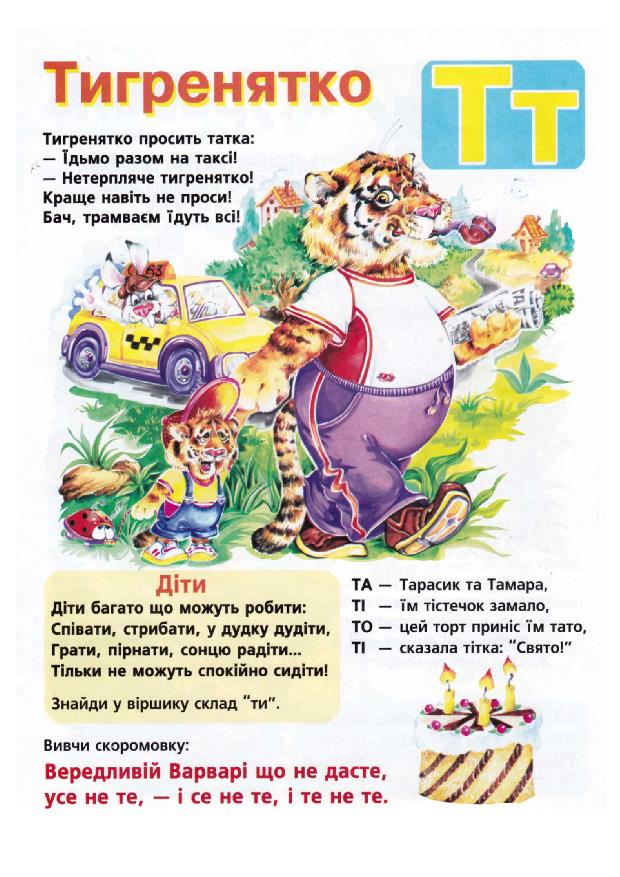 Тигренятко
Т т
Тигренятко просить татка:
— Їдьмо разом на таксі!
— Нетерпляче тигренятко!
Краще навіть не проси!
Бач, трамваєм їдуть всі!
63
Діти
Діти багато що можуть робити:
Співати, стрибати, у дудку дудіти,
Грати, пірнати, сонцю радіти...
Тільки не можуть спокійно сидіти!
Знайди у віршику склад “ти”.
ТА — Тарасик та Тамара,
ТІ — їм тістечок замало,
ТО — цей торт приніс їм тато,
ТІ — сказала тітка: “Свято!”
Вивчи скоромовку:
Вередливій Варварі що не дасте,
усе не те, — і се не те, і те не те.